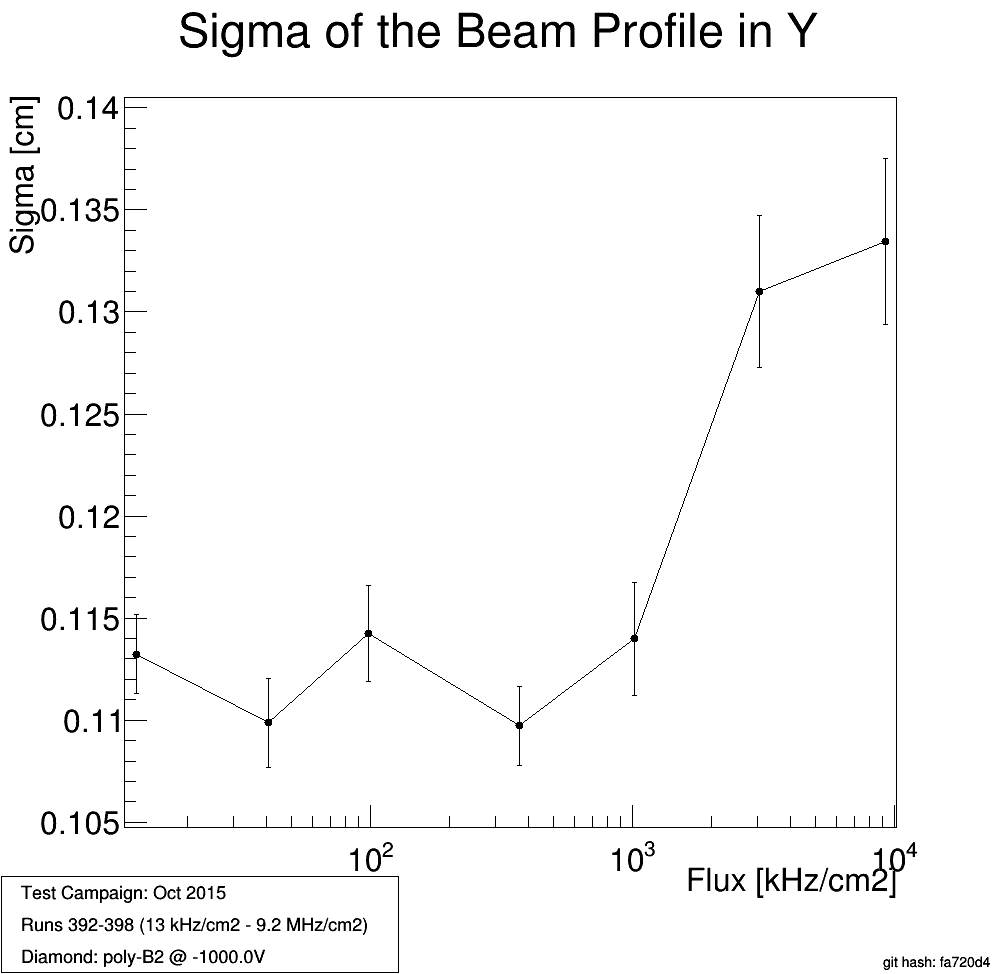 Sigma of the Beam Profile in Y
Sigma [cm]
0.14
0.135
0.13
0.125
0.12
0.115
0.11
0.105
10²
10³
10⁴
Flux [kHz/cm2]
Test Campaign: Oct 2015
Runs 392-398 (13 kHz/cm2 - 9.2 MHz/cm2)
Diamond: poly-B2 @ -1000.0V
git hash: fa720d4